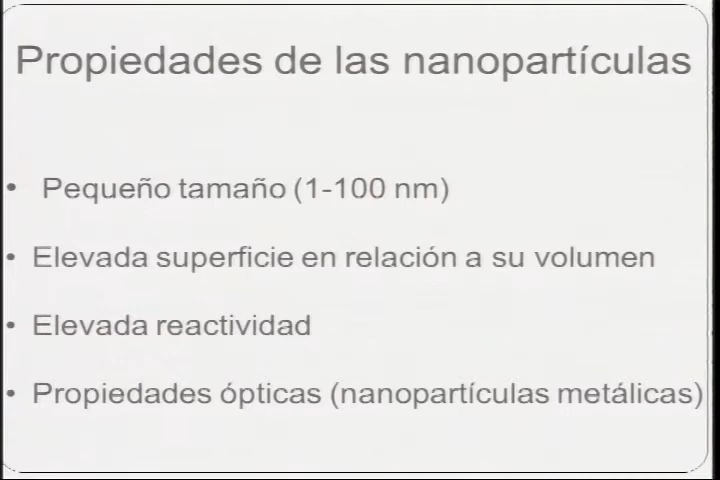 Propiedades de las nanopartículas
• Pequeño tamaño (1-100 nm)
• Elevada superficie en relación a su volumen
• Elevada reactividad
• Propiedades ópticas (nanopartículas metálicas)